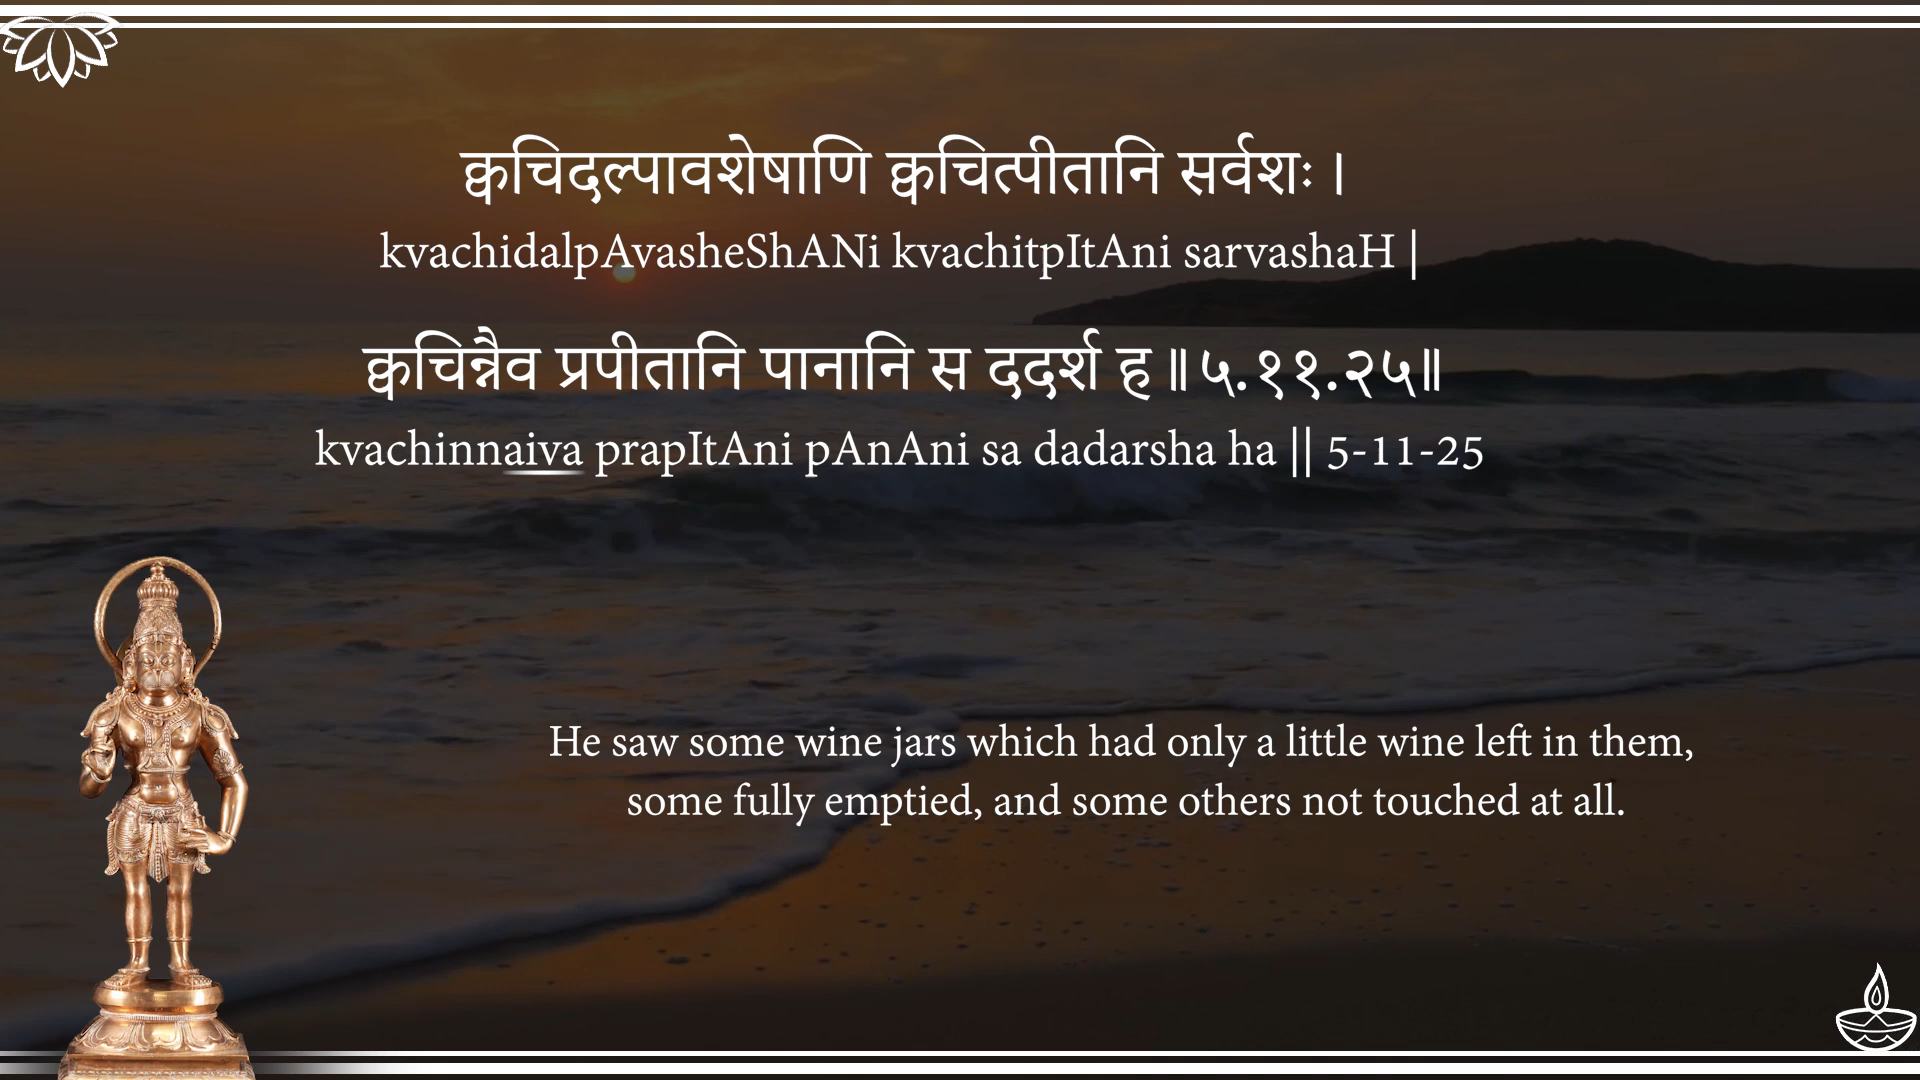 क्वचिदल्पावशेषाणि क्वचित्पीतानि सर्वशः ।
kvachidalpAvasheShANi kvachitpItAni sarvashaH |
क्वचिन्नैव प्रपीतानि पानानि स ददर्श ह ॥ ५.११.२५॥
kvachinnaiva prapItAni pAnAni sa dadarsha ha || 5-11-25
He saw some wine jars which had only a little wine left in them,
some fully emptied, and some others not touched at all.